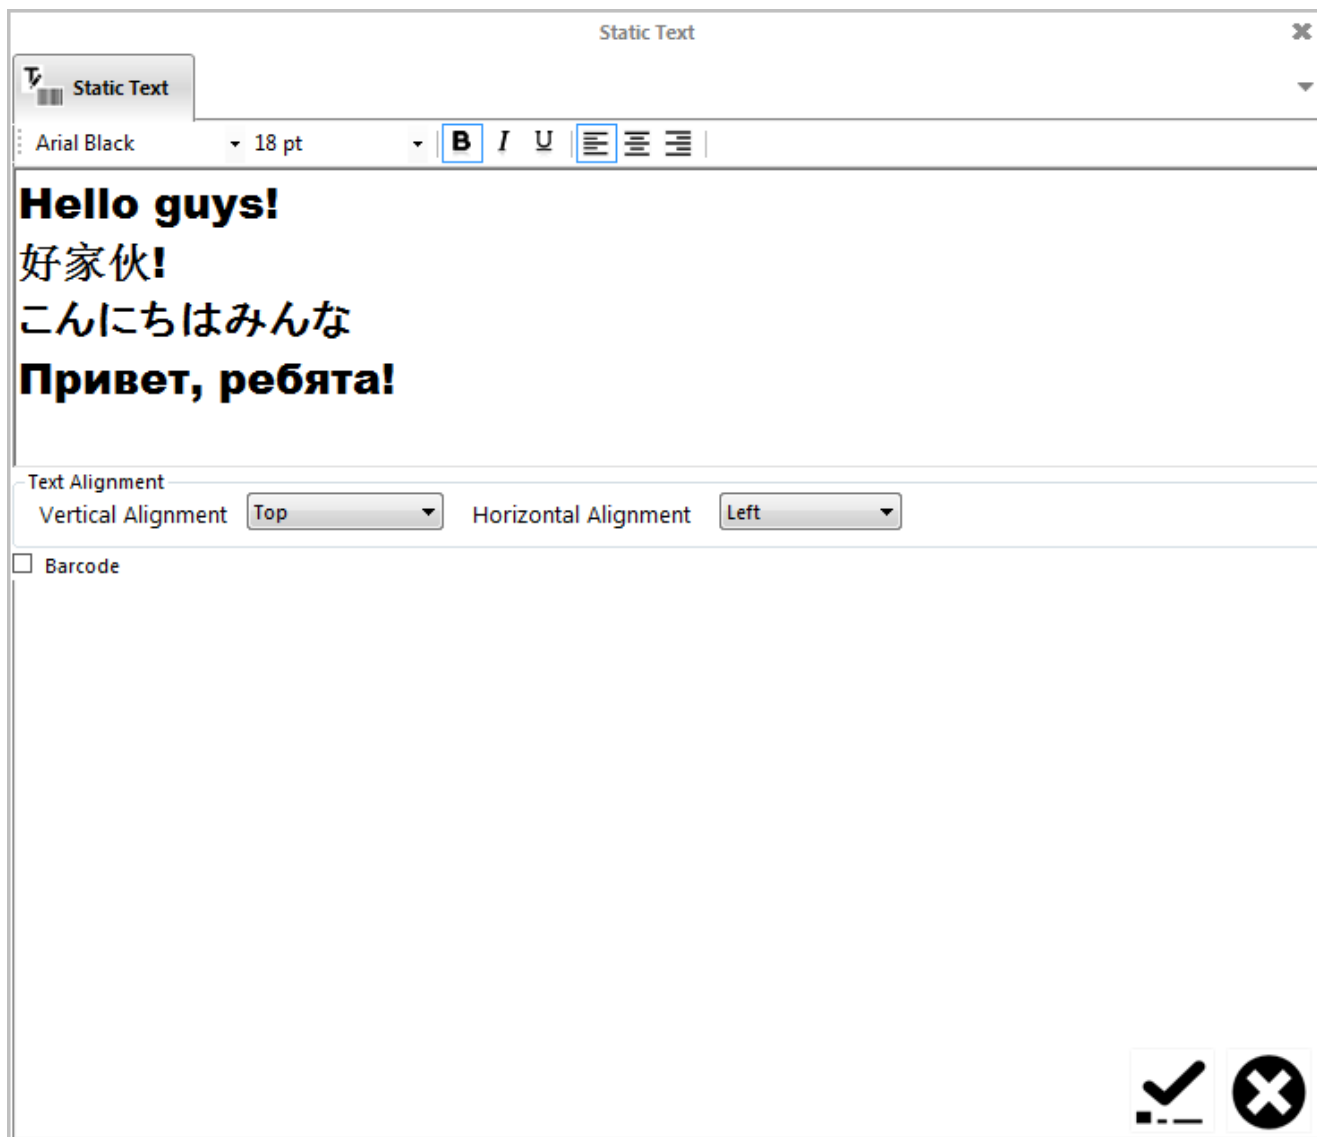 Static Text
Static Text
Arial Black 18 pt B I U
Hello guys!
好家伙!
こんにちはみんな
Привет, ребята!
Text Alignment
Vertical Alignment Top Horizontal Alignment Left
Barcode